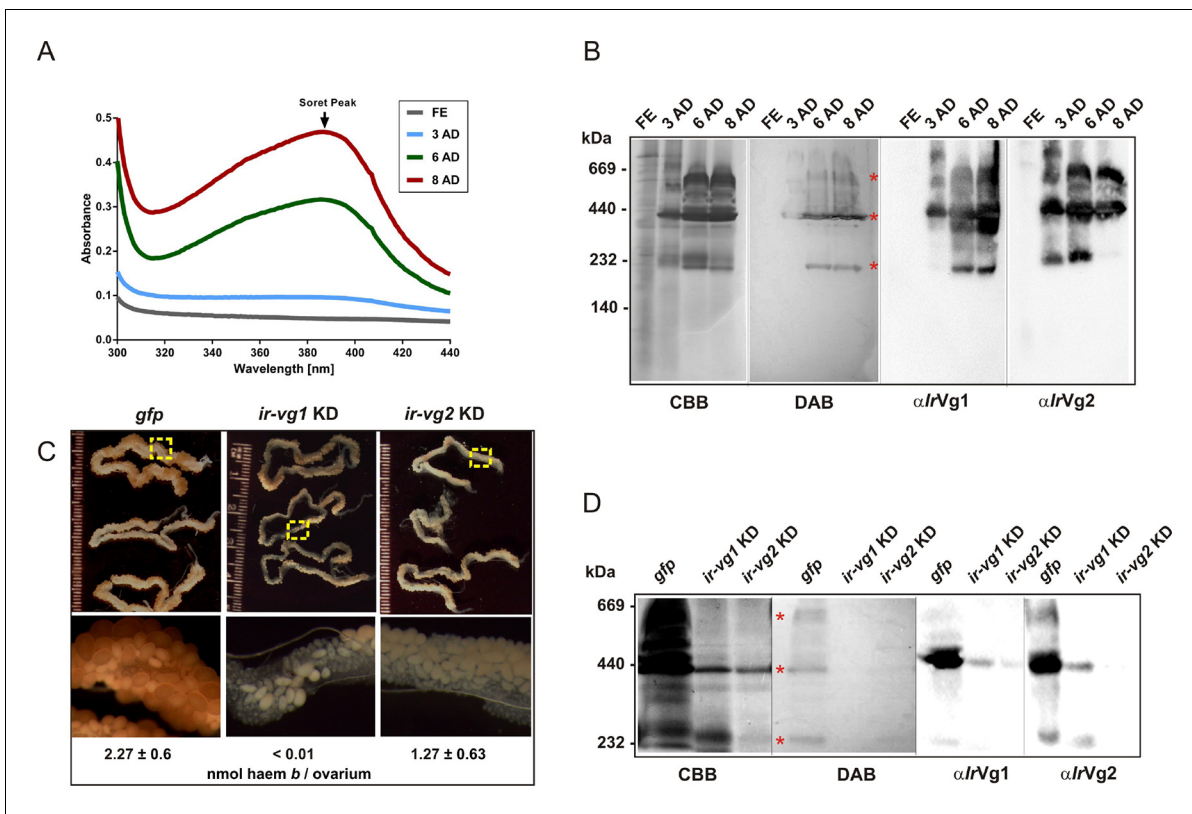 A
Soret Peak
FE
3 AD
6 AD
8 AD
0.5
0.4
0.3
0.2
0.1
0.0
Absorbance
300 320 340 360 380 400 420 440
Wavelength [nm]
B
FE 3 AD 6 AD 8 AD FE 3 AD 6 AD 8 AD FE 3 AD 6 AD 8 AD FE 3 AD 6 AD 8 AD
kDa
669 -
440 -
232 -
140 -
*
*
*
CBB DAB αIrVg1 αIrVg2
C
gfp ir-vg1 KD ir-vg2 KD
2.27 ± 0.6 < 0.01 1.27 ± 0.63
nmol haem b / ovarium
D
gfp ir-vg1 KD ir-vg2 KD gfp ir-vg1 KD ir-vg2 KD gfp ir-vg1 KD ir-vg2 KD gfp ir-vg1 KD ir-vg2 KD
kDa
669-
440-
232 -
*
*
*
CBB DAB αIrVg1 αIrVg2